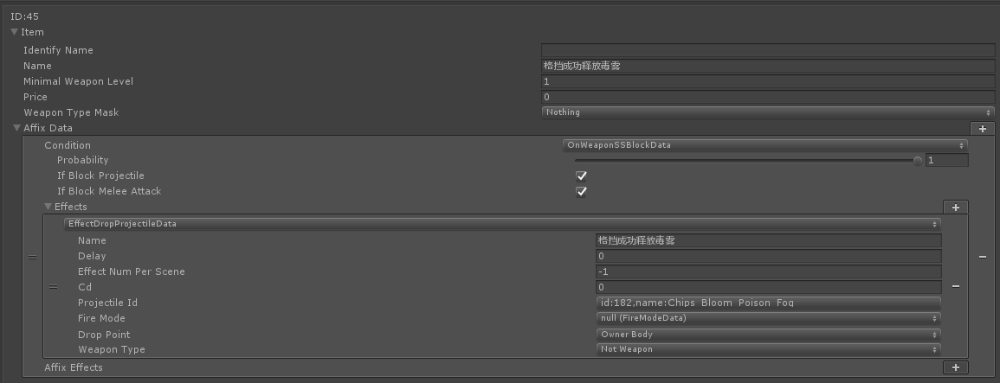 ID:45
Item
Identify Name
Name 格挡成功释放毒雾
Minimal Weapon Level 1
Price 0
Weapon Type Mask Nothing
Affix Data +
Condition OnWeaponSSBlockData
Probability 1
If Block Projectile
If Block Melee Attack
Effects +
EffectDropProjectileData
Name 格挡成功释放毒雾
Delay 0
Effect Num Per Scene -1
Cd 0
Projectile Id id:182,name:Chips_Bloom_Poison_Fog
Fire Mode null (FireModeData)
Drop Point Owner Body
Weapon Type Not Weapon
Affix Effects +